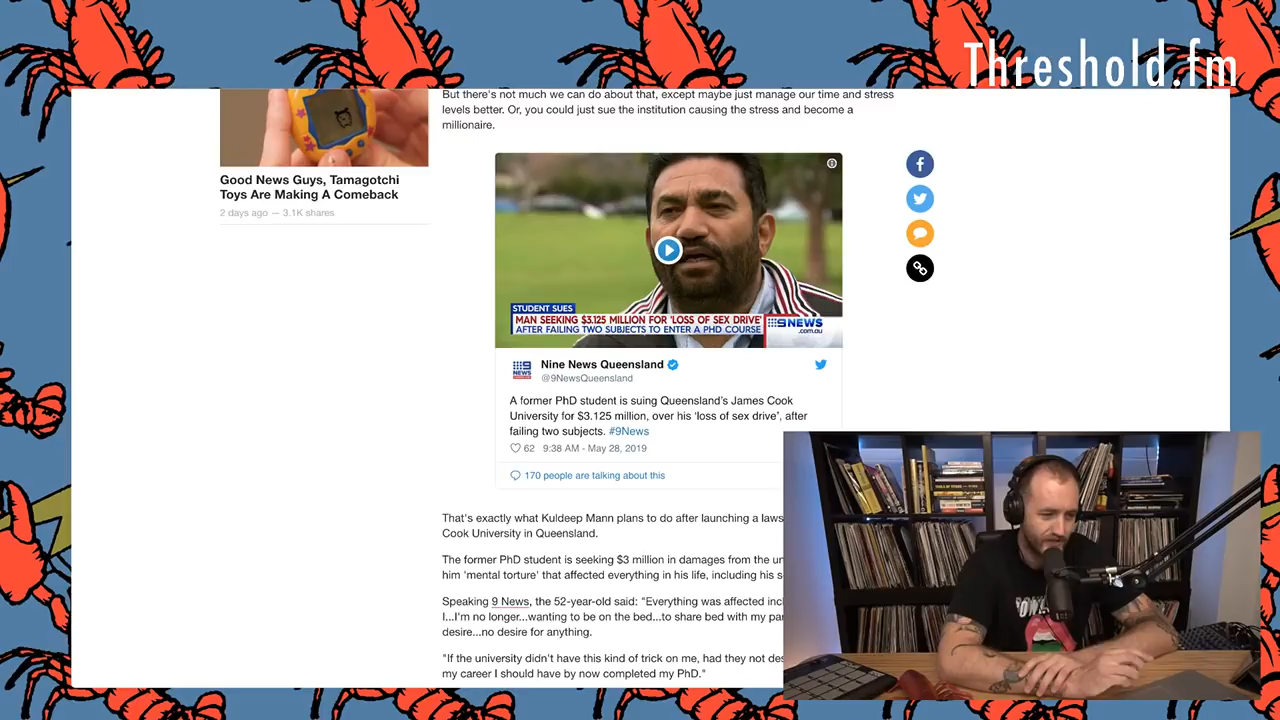 Threshold.fm
But there's not much we can do about that, except maybe just manage our time and stress
levels better. Or, you could just sue the institution causing the stress and become a
millionaire.
Good News Guys, Tamagotchi
Toys Are Making A Comeback
2 days ago — 3.1K shares
STUDENT SUES
MAN SEEKING $3.125 MILLION FOR 'LOSS OF SEX DRIVE'
AFTER FAILING TWO SUBJECTS TO ENTER A PHD COURSE
9NEWS
.com.au
Nine News Queensland
@9NewsQueensland
A former PhD student is suing Queensland's James Cook
University for $3.125 million, over his 'loss of sex drive', after
failing two subjects. #9News
62 9:38 AM - May 28, 2019
170 people are talking about this
That's exactly what Kuldeep Mann plans to do after launching a laws
Cook University in Queensland.
The former PhD student is seeking $3 million in damages from the un
him 'mental torture' that affected everything in his life, including his s
Speaking 9 News, the 52-year-old said: "Everything was affected incl
I...I'm no longer...wanting to be on the bed...to share bed with my par
desire...no desire for anything.
"If the university didn't have this kind of trick on me, had they not des
my career I should have by now completed my PhD."